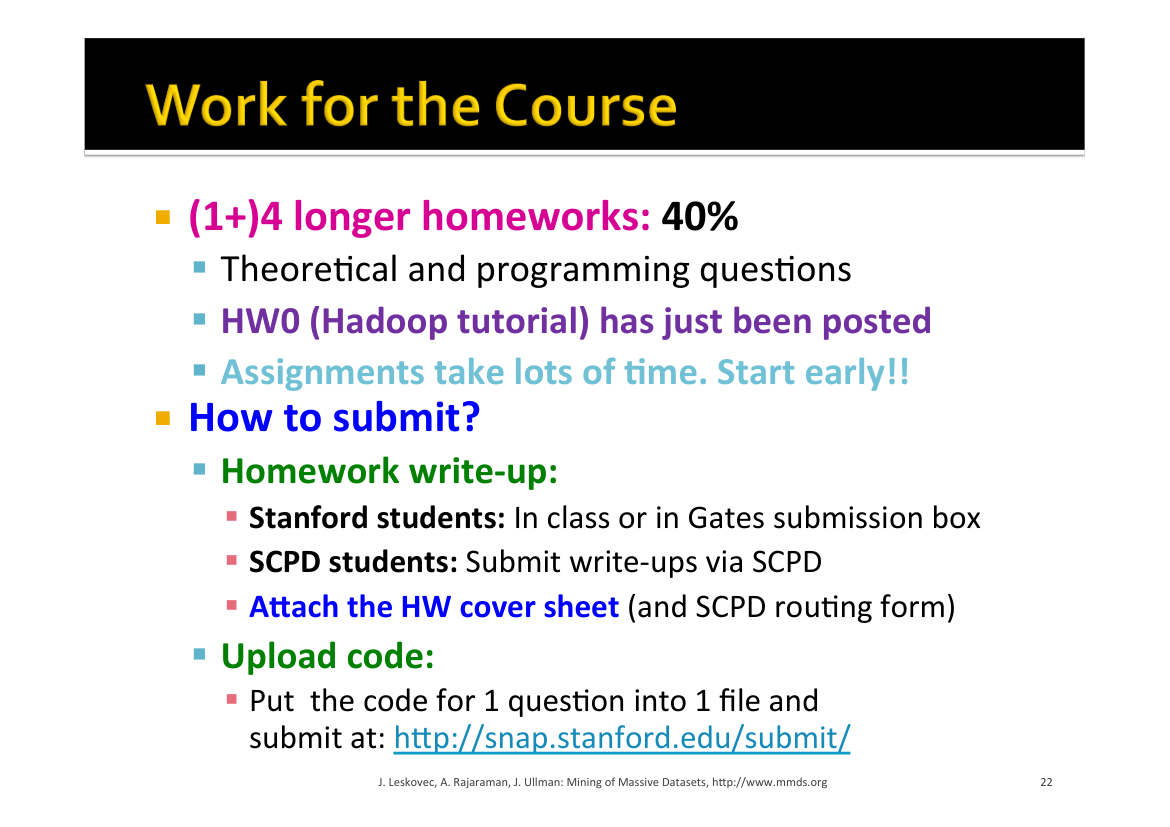 Work for the Course
(1+)4 longer homeworks: 40%
Theoretical and programming questions
HW0 (Hadoop tutorial) has just been posted
Assignments take lots of time. Start early!!
How to submit?
Homework write-up:
Stanford students: In class or in Gates submission box
SCPD students: Submit write-ups via SCPD
Attach the HW cover sheet (and SCPD routing form)
Upload code:
Put  the code for 1 question into 1 file and
submit at: http://snap.stanford.edu/submit/
J. Leskovec, A. Rajaraman, J. Ullman: Mining of Massive Datasets, http://www.mmds.org
22